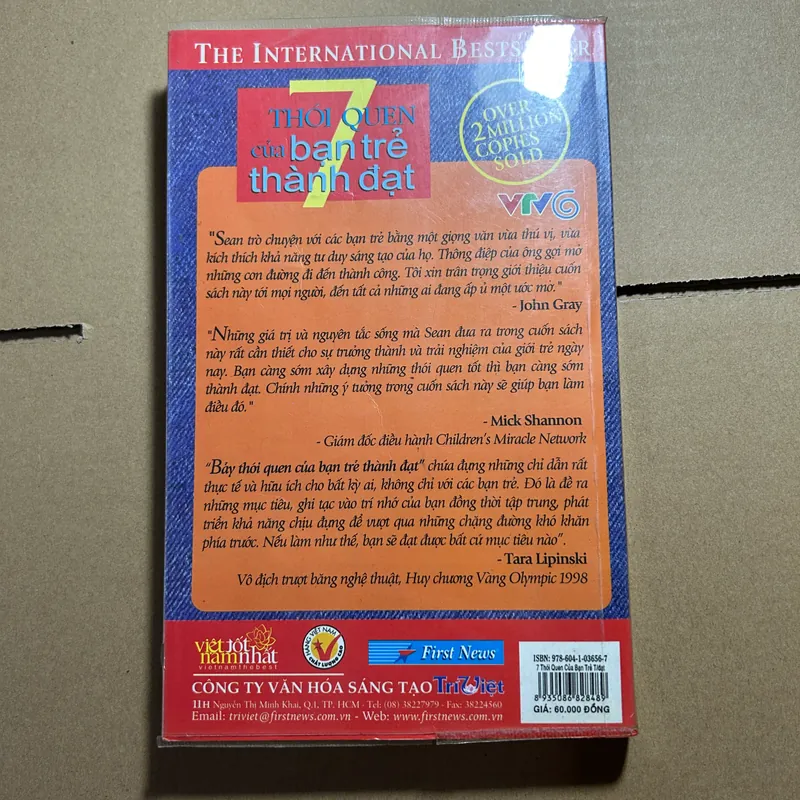 THE INTERNATIONAL BESTSELLER
7
THÓI QUEN
của bạn trẻ
thành đạt
OVER
2 MILLION
COPIES
SOLD
VTV6
"Sean trò chuyện với các bạn trẻ bằng một giọng văn vừa thú vị, vừa
kích thích khả năng tư duy sáng tạo của họ. Thông điệp của ông gợi mở
những con đường đi đến thành công. Tôi xin trân trọng giới thiệu cuốn
sách này tới mọi người, đến tất cả những ai đang ấp ủ một ước mơ."
- John Gray
"Những giá trị và nguyên tắc sống mà Sean đưa ra trong cuốn sách
này rất cần thiết cho sự trưởng thành và trải nghiệm của giới trẻ ngày
nay. Bạn càng sớm xây dựng những thói quen tốt thì bạn càng sớm
thành đạt. Chính những ý tưởng trong cuốn sách này sẽ giúp bạn làm
điều đó."
- Mick Shannon
- Giám đốc điều hành Children's Miracle Network
"Bảy thói quen của bạn trẻ thành đạt" chứa đựng những chỉ dẫn rất
thực tế và hữu ích cho bất kỳ ai, không chỉ với các bạn trẻ. Đó là đề ra
những mục tiêu, ghi tạc vào trí nhớ của bạn đồng thời tập trung, phát
triển khả năng chịu đựng để vượt qua những chặng đường khó khăn
phía trước. Nếu làm như thế, bạn sẽ đạt được bất cứ mục tiêu nào".
- Tara Lipinski
Vô địch trượt băng nghệ thuật, Huy chương Vàng Olympic 1998
việt nam tốt nhất
vietnamthebest
HÀNG VIỆT NAM
CHẤT LƯỢNG CAO
First News
CÔNG TY VĂN HÓA SÁNG TẠO Trí Việt
11H Nguyễn Thị Minh Khai, Q.1, TP. HCM - Tel: (08) 38227979 - Fax: 38224560
Email: triviet@firstnews.com.vn - Web: www.firstnews.com.vn
ISBN: 978-604-1-03656-7
7 Thói Quen Của Bạn Trẻ T/đạt
8 935086 828489
GIÁ: 60.000 ĐỒNG